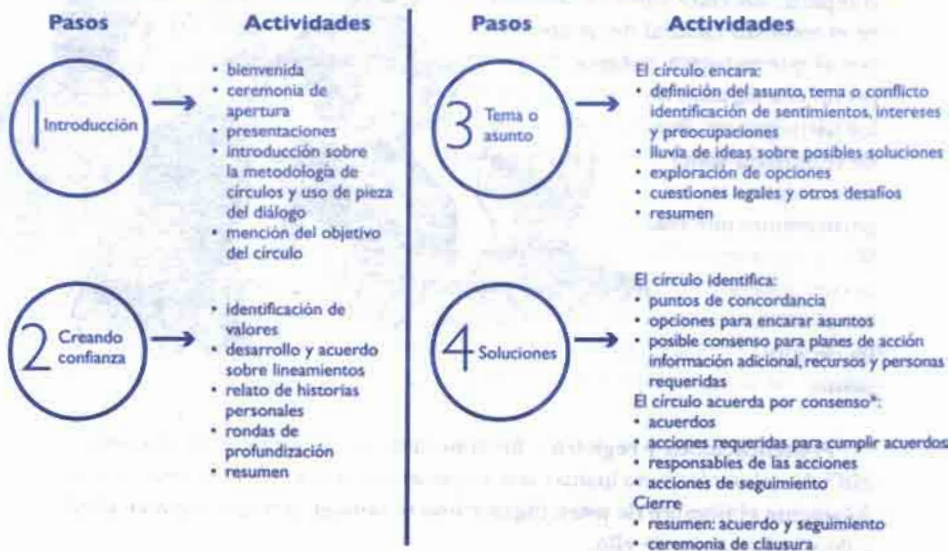 Pasos
Actividades
1 Introducción
• bienvenida
• ceremonia de
apertura
• presentaciones
• introducción sobre
la metodología de
círculos y uso de pieza
del diálogo
• mención del objetivo
del círculo
2 Creando
confianza
• identificación de
valores
• desarrollo y acuerdo
sobre lineamientos
• relato de historias
personales
• rondas de
profundización
• resumen
Pasos
Actividades
3 Tema o
asunto
El círculo encara:
• definición del asunto, tema o conflicto
identificación de sentimientos, intereses
y preocupaciones
• lluvia de ideas sobre posibles soluciones
• exploración de opciones
• cuestiones legales y otros desafíos
• resumen
4 Soluciones
El círculo identifica:
• puntos de concordancia
• opciones para encarar asuntos
• posible consenso para planes de acción
información adicional, recursos y personas
requeridas
El círculo acuerda por consenso*:
• acuerdos
• acciones requeridas para cumplir acuerdos
• responsables de las acciones
• acciones de seguimiento
Cierre
• resumen: acuerdo y seguimiento
• ceremonia de clausura